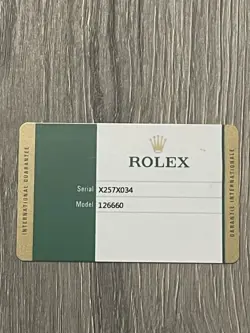 INTERNATIONAL GUARANTEE
ROLEX
Serial X257X034
Model 126660
GARANTIE INTERNATIONALE